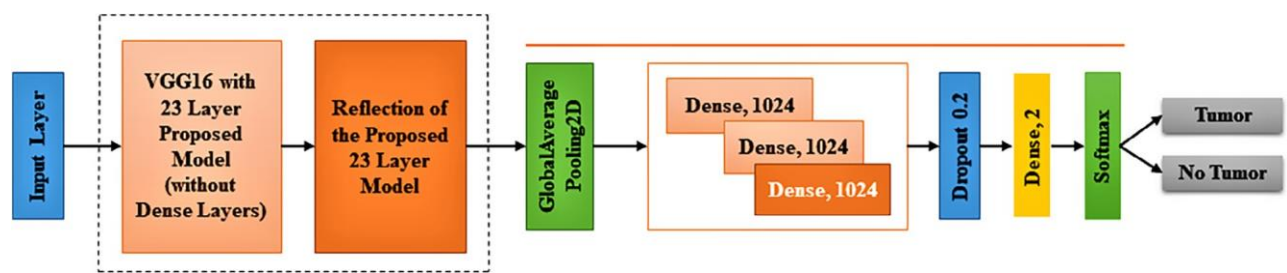 Input Layer
VGG16 with
23 Layer
Proposed
Model
(without
Dense Layers)
Reflection of
the Proposed
23 Layer
Model
GlobalAverage
Pooling2D
Dense, 1024
Dense, 1024
Dense, 1024
Dropout 0.2
Dense, 2
Softmax
Tumor
No Tumor